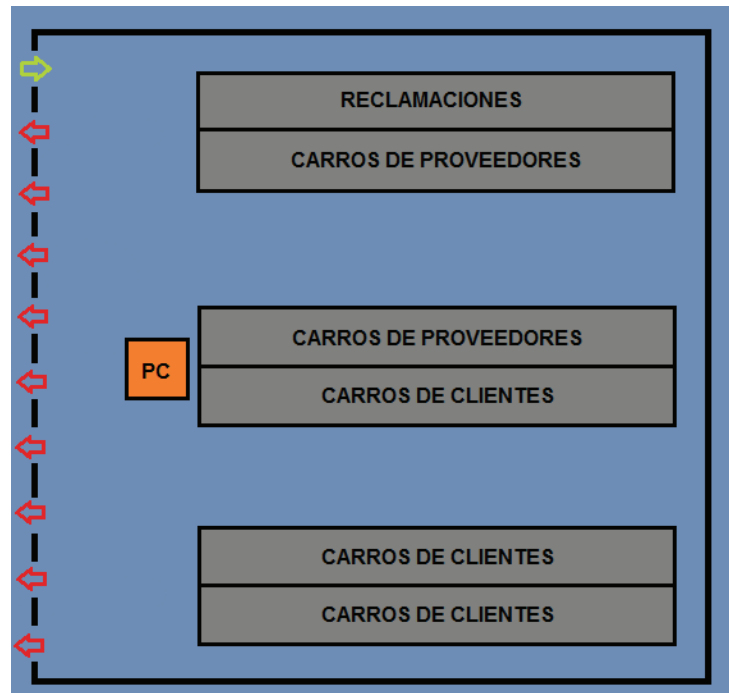 RECLAMACIONES
CARROS DE PROVEEDORES
CARROS DE PROVEEDORES
PC
CARROS DE CLIENTES
CARROS DE CLIENTES
CARROS DE CLIENTES